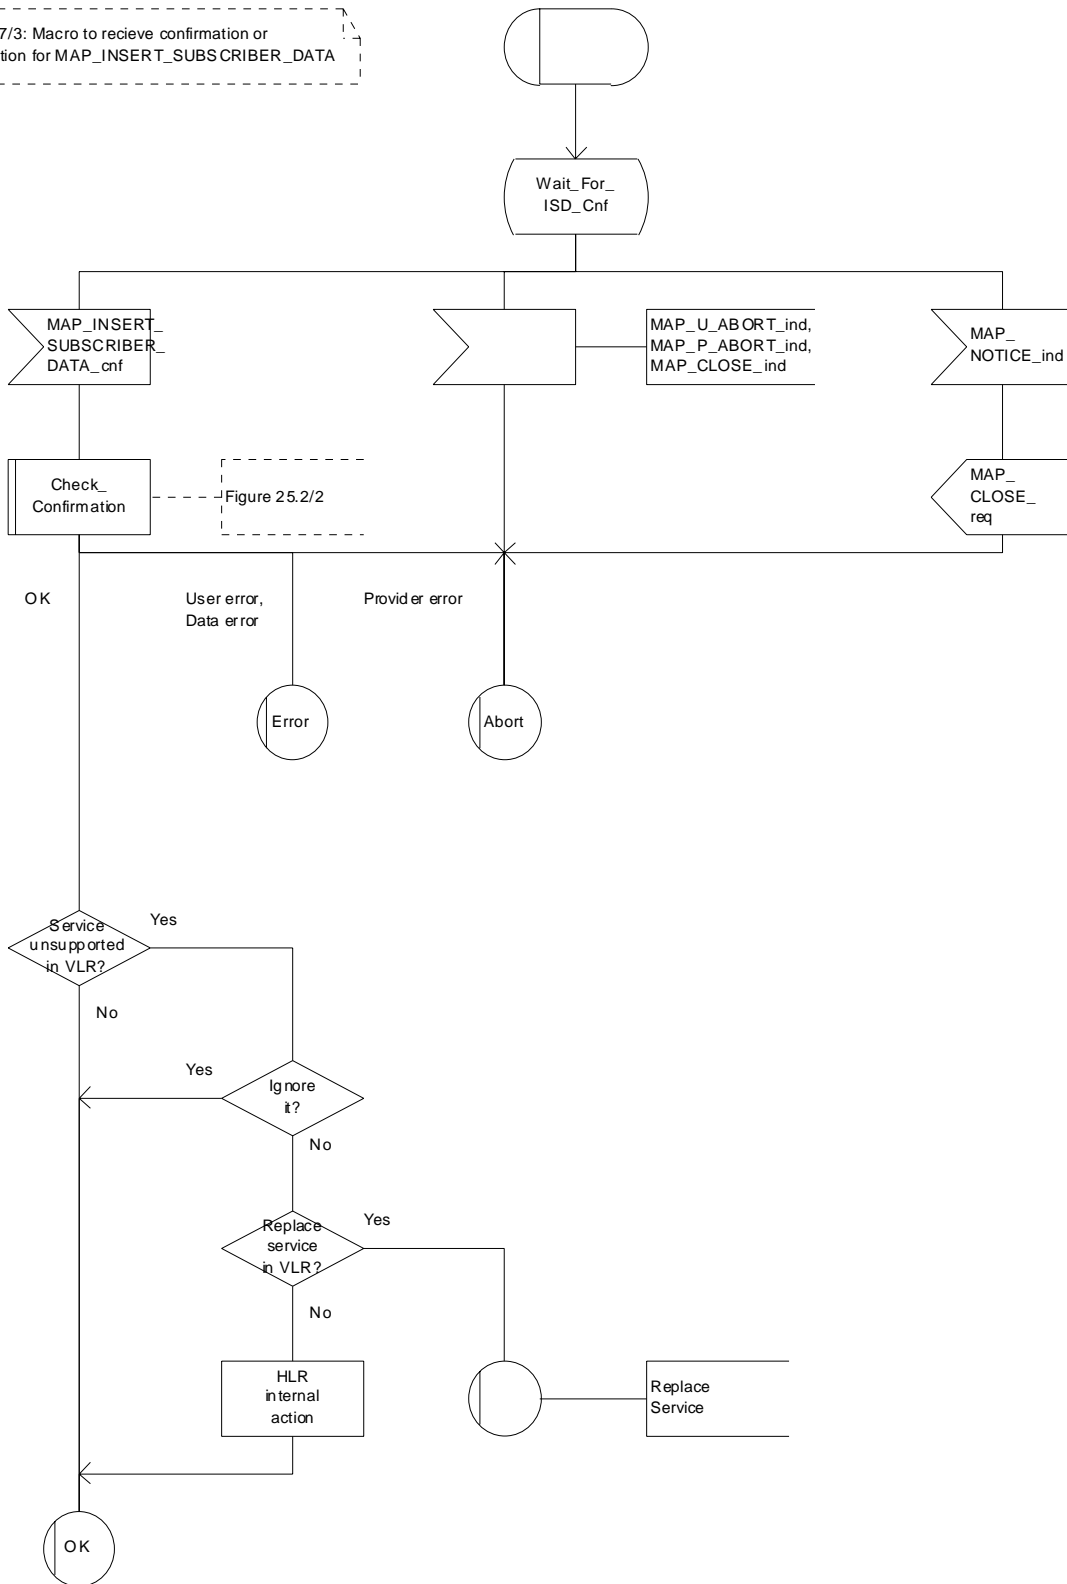 7/3: Macro to recieve confirmation or
tion for MAP_INSERT_SUBSCRIBER_DATA
Wait_For_
ISD_Cnf
MAP_INSERT_
SUBSCRIBER_
DATA_cnf
MAP_U_ABORT_ind,
MAP_P_ABORT_ind,
MAP_CLOSE_ind
MAP_
NOTICE_ind
Check_
Confirmation
Figure 25.2/2
MAP_
CLOSE_
req
OK
User error,
Data error
Provider error
Error
Abort
Service
unsupported
in VLR?
Yes
No
Yes
Ignore
it?
No
Replace
service
in VLR?
Yes
No
HLR
internal
action
Replace
Service
OK